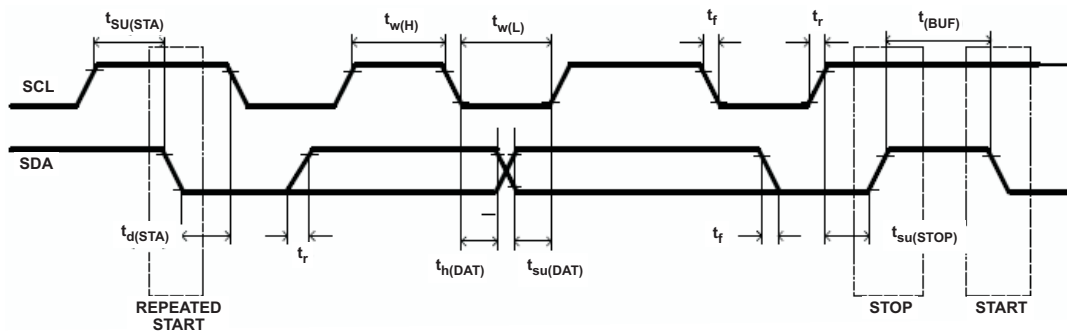 tSU(STA)
tw(H)
tw(L)
tf
tr
t(BUF)
SCL
SDA
td(STA)
tr
th(DAT)
tsu(DAT)
tf
tsu(STOP)
REPEATED
START
STOP
START